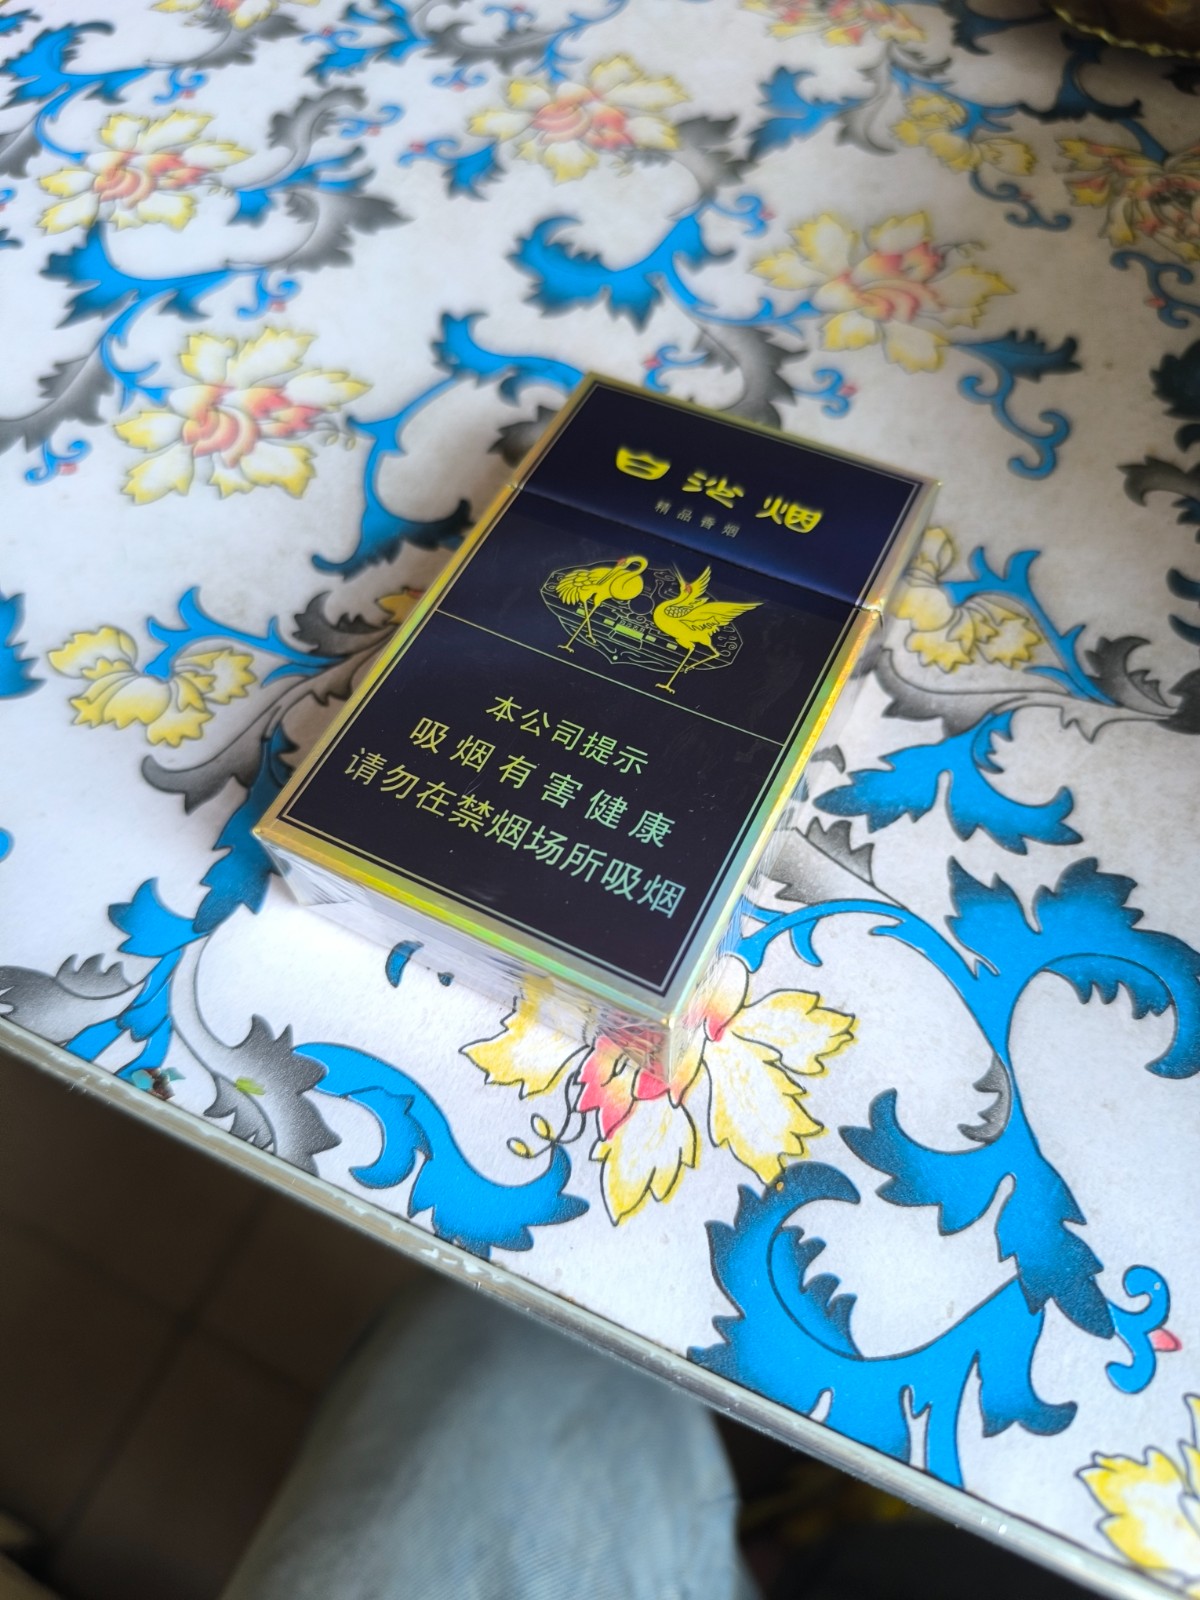 白沙烟
精品香烟
本公司提示
吸烟有害健康
请勿在禁烟场所吸烟